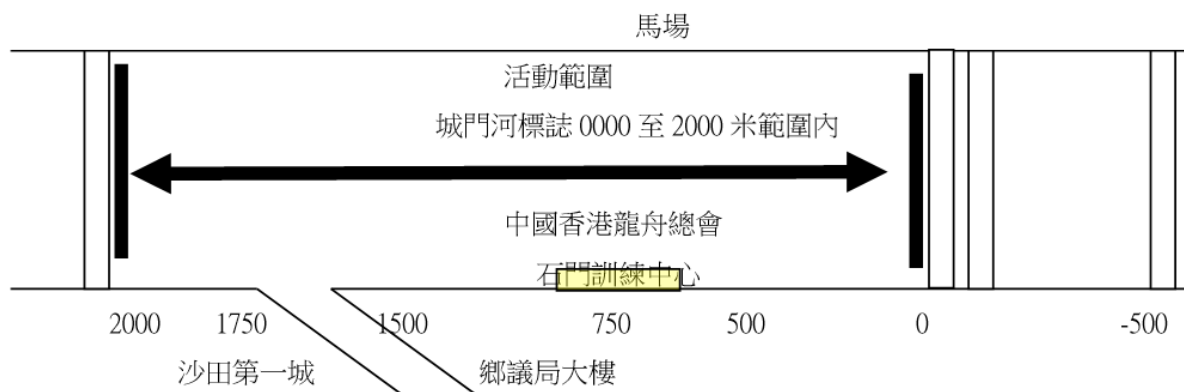 馬場
活動範圍
城門河標誌 0000 至 2000 米範圍內
中國香港龍舟總會
石門訓練中心
2000 1750 1500 750 500 0 -500
沙田第一城 鄉議局大樓